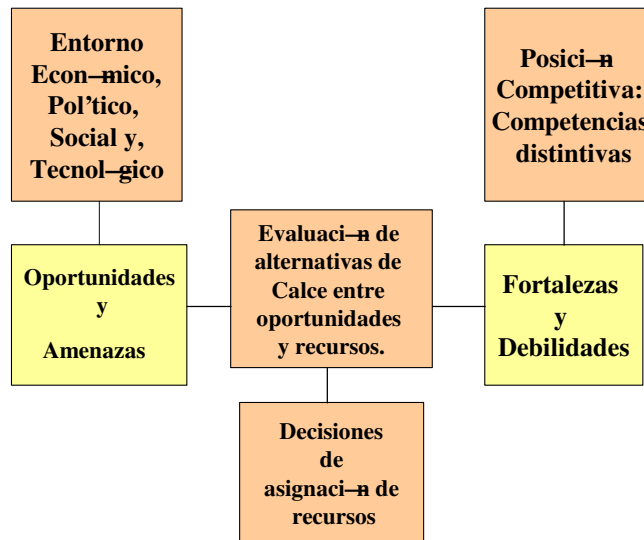 Entorno
Econ—mico,
Pol’tico,
Social y,
Tecnol—gico
Posici—n
Competitiva:
Competencias
distintivas
Oportunidades
y
Amenazas
Evaluaci—n de
alternativas de
Calce entre
oportunidades
y recursos.
Fortalezas
y
Debilidades
Decisiones
de
asignaci—n de
recursos